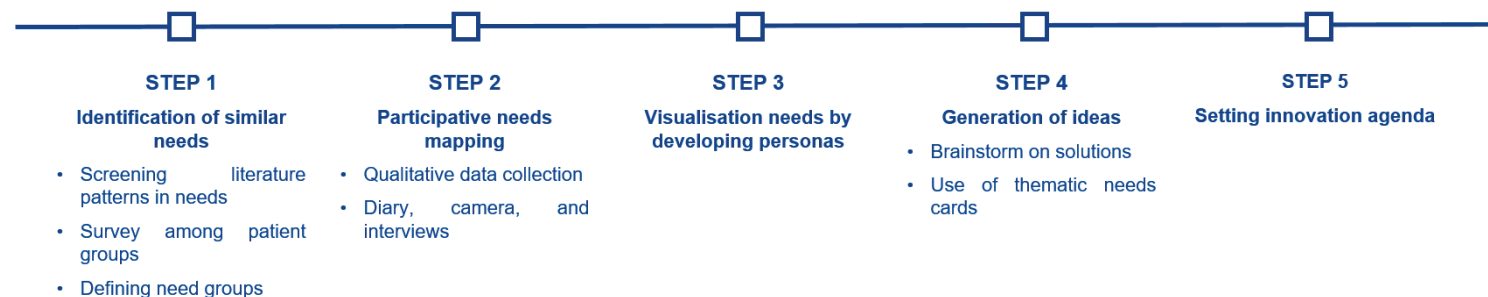 STEP 1
Identification of similar
needs
• Screening literature
patterns in needs
• Survey among patient
groups
• Defining need groups
STEP 2
Participative needs
mapping
• Qualitative data collection
• Diary, camera, and
interviews
STEP 3
Visualisation needs by
developing personas
STEP 4
Generation of ideas
• Brainstorm on solutions
• Use of thematic needs
cards
STEP 5
Setting innovation agenda